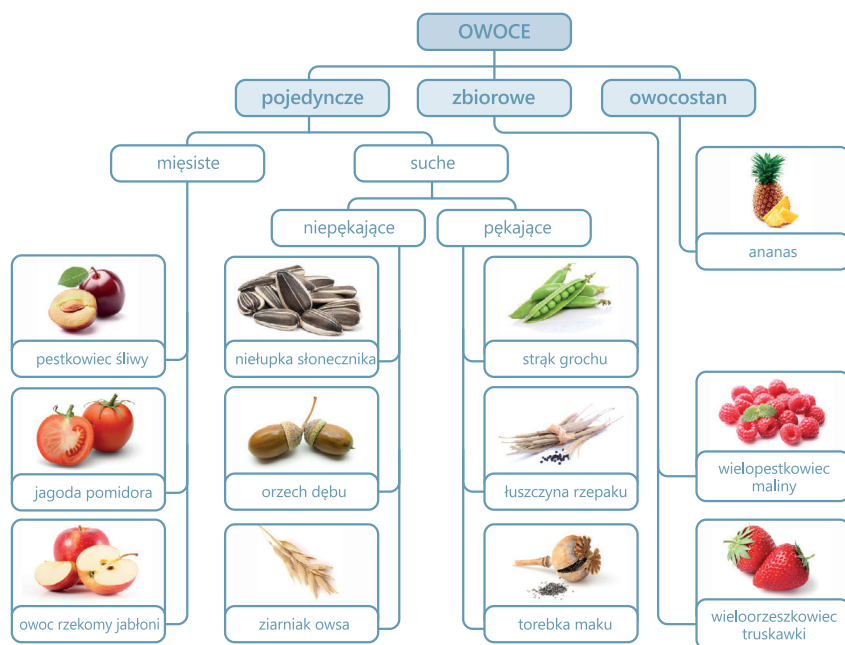 OWOCE
pojedyncze
zbiorowe
owocostan
mięsiste
suche
niepękające
pękające
ananas
pestkowiec śliwy
niełupka słonecznika
strąk grochu
jagoda pomidora
orzech dębu
łuszczyna rzepaku
wielopestkowiec
maliny
owoc rzekomy jabłoni
ziarniak owsa
torebka maku
wieloorzeszkowiec
truskawki